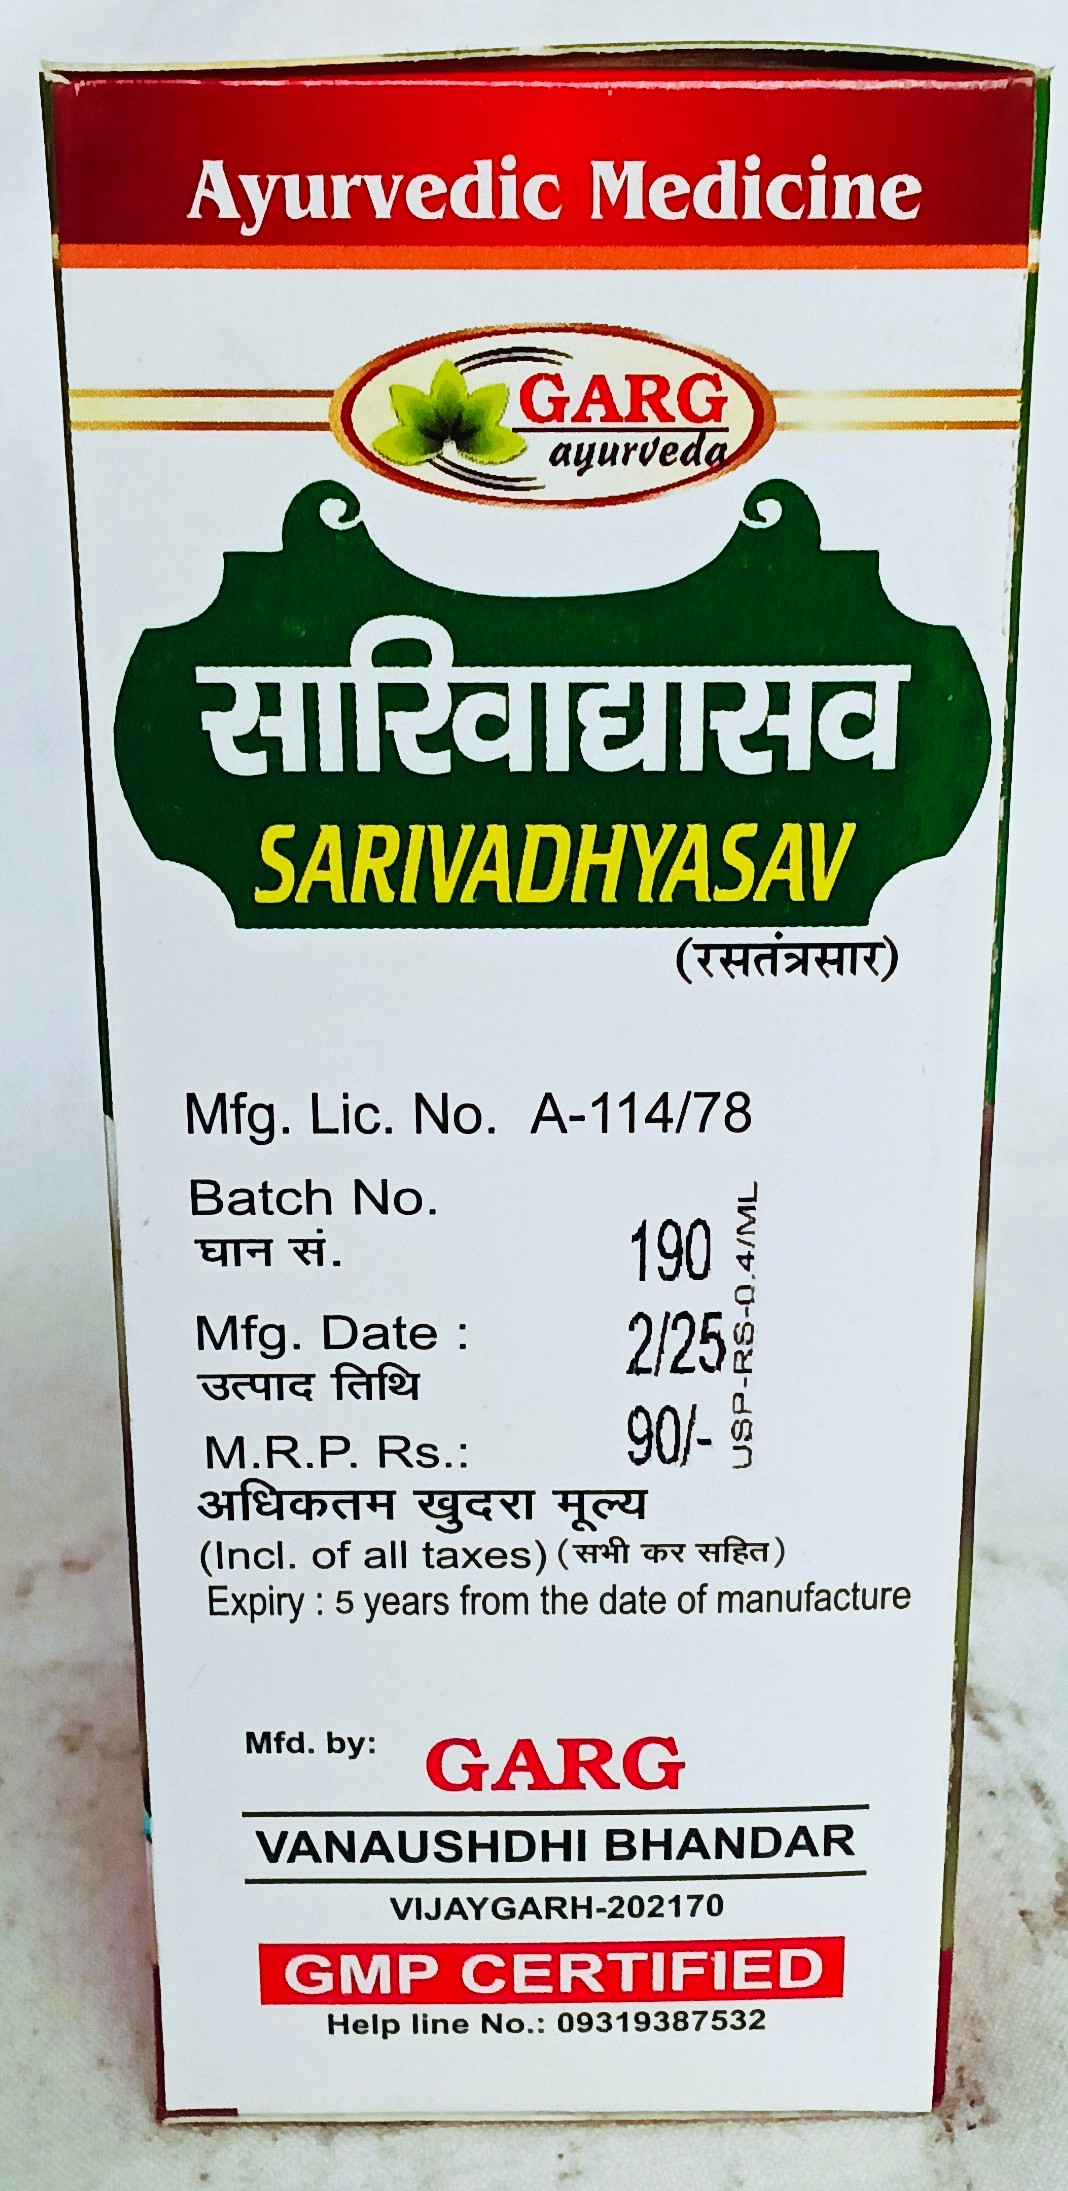 Ayurvedic Medicine
GARG
ayurveda
सारिवाद्यासव
SARIVADHYASAV
(रसतंत्रसार)
Mfg. Lic. No. A-114/78
Batch No.
घान सं.
190
Mfg. Date :
2/25
उत्पाद तिथि
M.R.P. Rs.:
90/-
USP-RS-0.4/ML
अधिकतम खुदरा मूल्य
(Incl. of all taxes) (सभी कर सहित)
Expiry : 5 years from the date of manufacture
Mfd. by:
GARG
VANAUSHDHI BHANDAR
VIJAYGARH-202170
GMP CERTIFIED
Help line No.: 09319387532